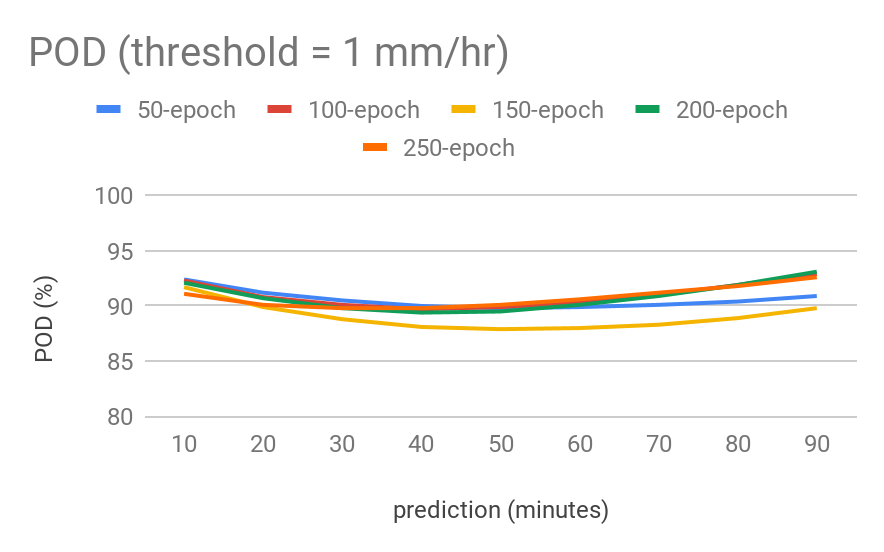 POD (threshold = 1 mm/hr)
50-epoch 100-epoch 150-epoch 200-epoch
250-epoch
100
95
90
85
80
POD (%)
10 20 30 40 50 60 70 80 90
prediction (minutes)